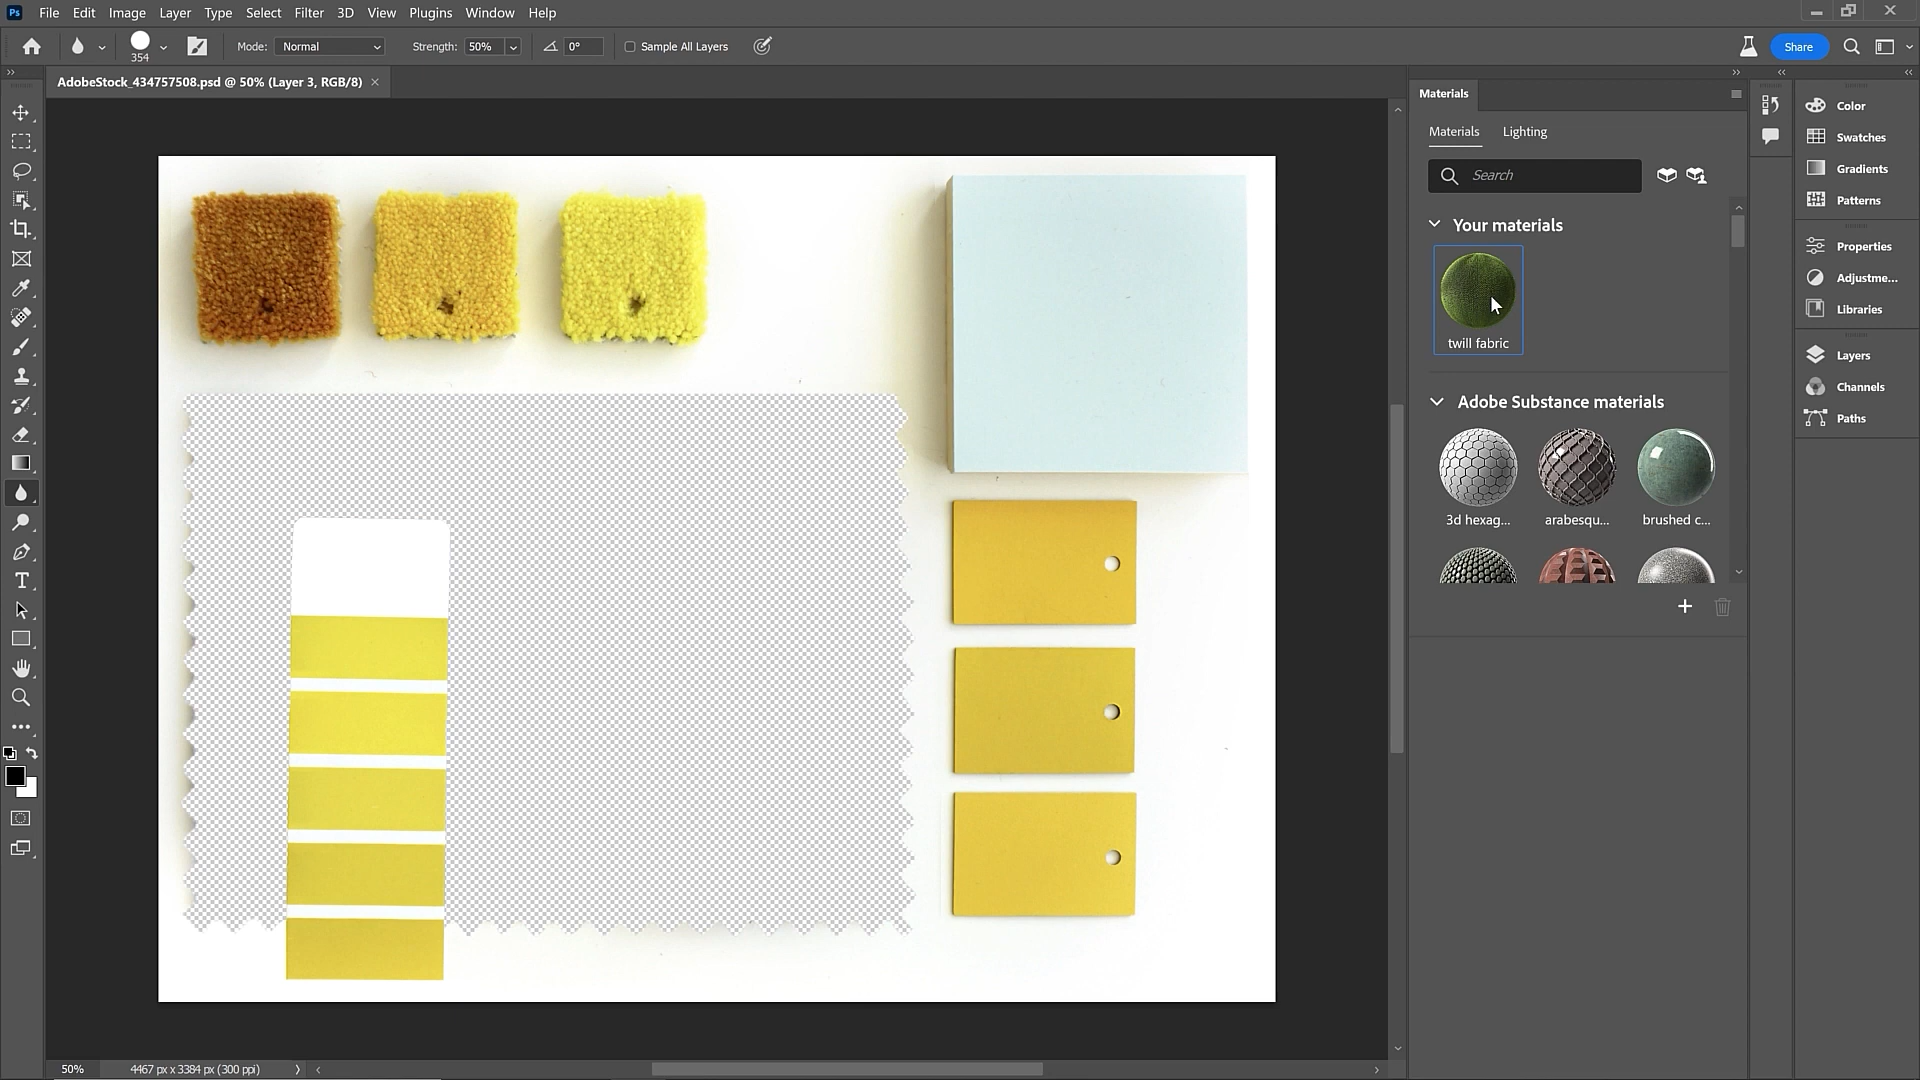 Ps File Edit Image Layer Type Select Filter 3D View Plugins Window Help
354 Mode: Normal Strength: 50% 0° Sample All Layers Share
AdobeStock_434757508.psd @ 50% (Layer 3, RGB/8)
Materials
Materials Lighting
Search
Your materials
twill fabric
Adobe Substance materials
3d hexag... arabesqu... brushed c...
Color
Swatches
Gradients
Patterns
Properties
Adjustme...
Libraries
Layers
Channels
Paths
50% 4467 px x 3384 px (300 ppi)